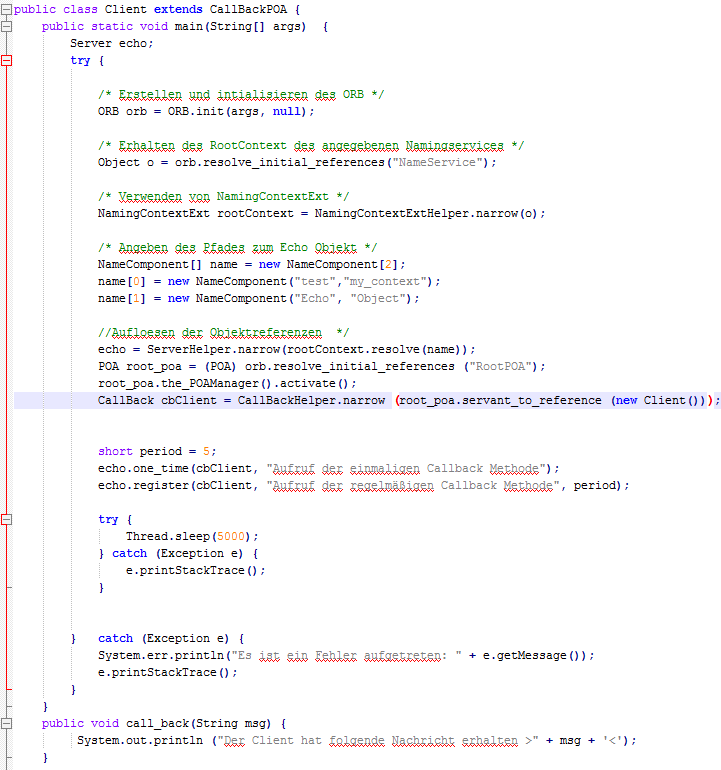 public class Client extends CallBackPOA {
public static void main(String[] args)  {
Server echo;
try {
/* Erstellen und intialisieren des ORB */
ORB orb = ORB.init(args, null);
/* Erhalten des RootContext des angegebenen Namingservices */
Object o = orb.resolve_initial_references("NameService");
/* Verwenden von NamingContextExt */
NamingContextExt rootContext = NamingContextExtHelper.narrow(o);
/* Angeben des Pfades zum Echo Objekt */
NameComponent[] name = new NameComponent[2];
name[0] = new NameComponent("test","my_context");
name[1] = new NameComponent("Echo", "Object");
//Aufloesen der Objektreferenzen  */
echo = ServerHelper.narrow(rootContext.resolve(name));
POA root_poa = (POA) orb.resolve_initial_references ("RootPOA");
root_poa.the_POAManager().activate();
CallBack cbClient = CallBackHelper.narrow (root_poa.servant_to_reference (new Client()));
short period = 5;
echo.one_time(cbClient, "Aufruf der einmaligen Callback Methode");
echo.register(cbClient, "Aufruf der regelmäßigen Callback Methode", period);
try {
Thread.sleep(5000);
} catch (Exception e) {
e.printStackTrace();
}
}   catch (Exception e) {
System.err.println("Es ist ein Fehler aufgetreten: " + e.getMessage());
e.printStackTrace();
}
}
public void call_back(String msg) {
System.out.println ("Der Client hat folgende Nachricht erhalten >" + msg + '<');
}